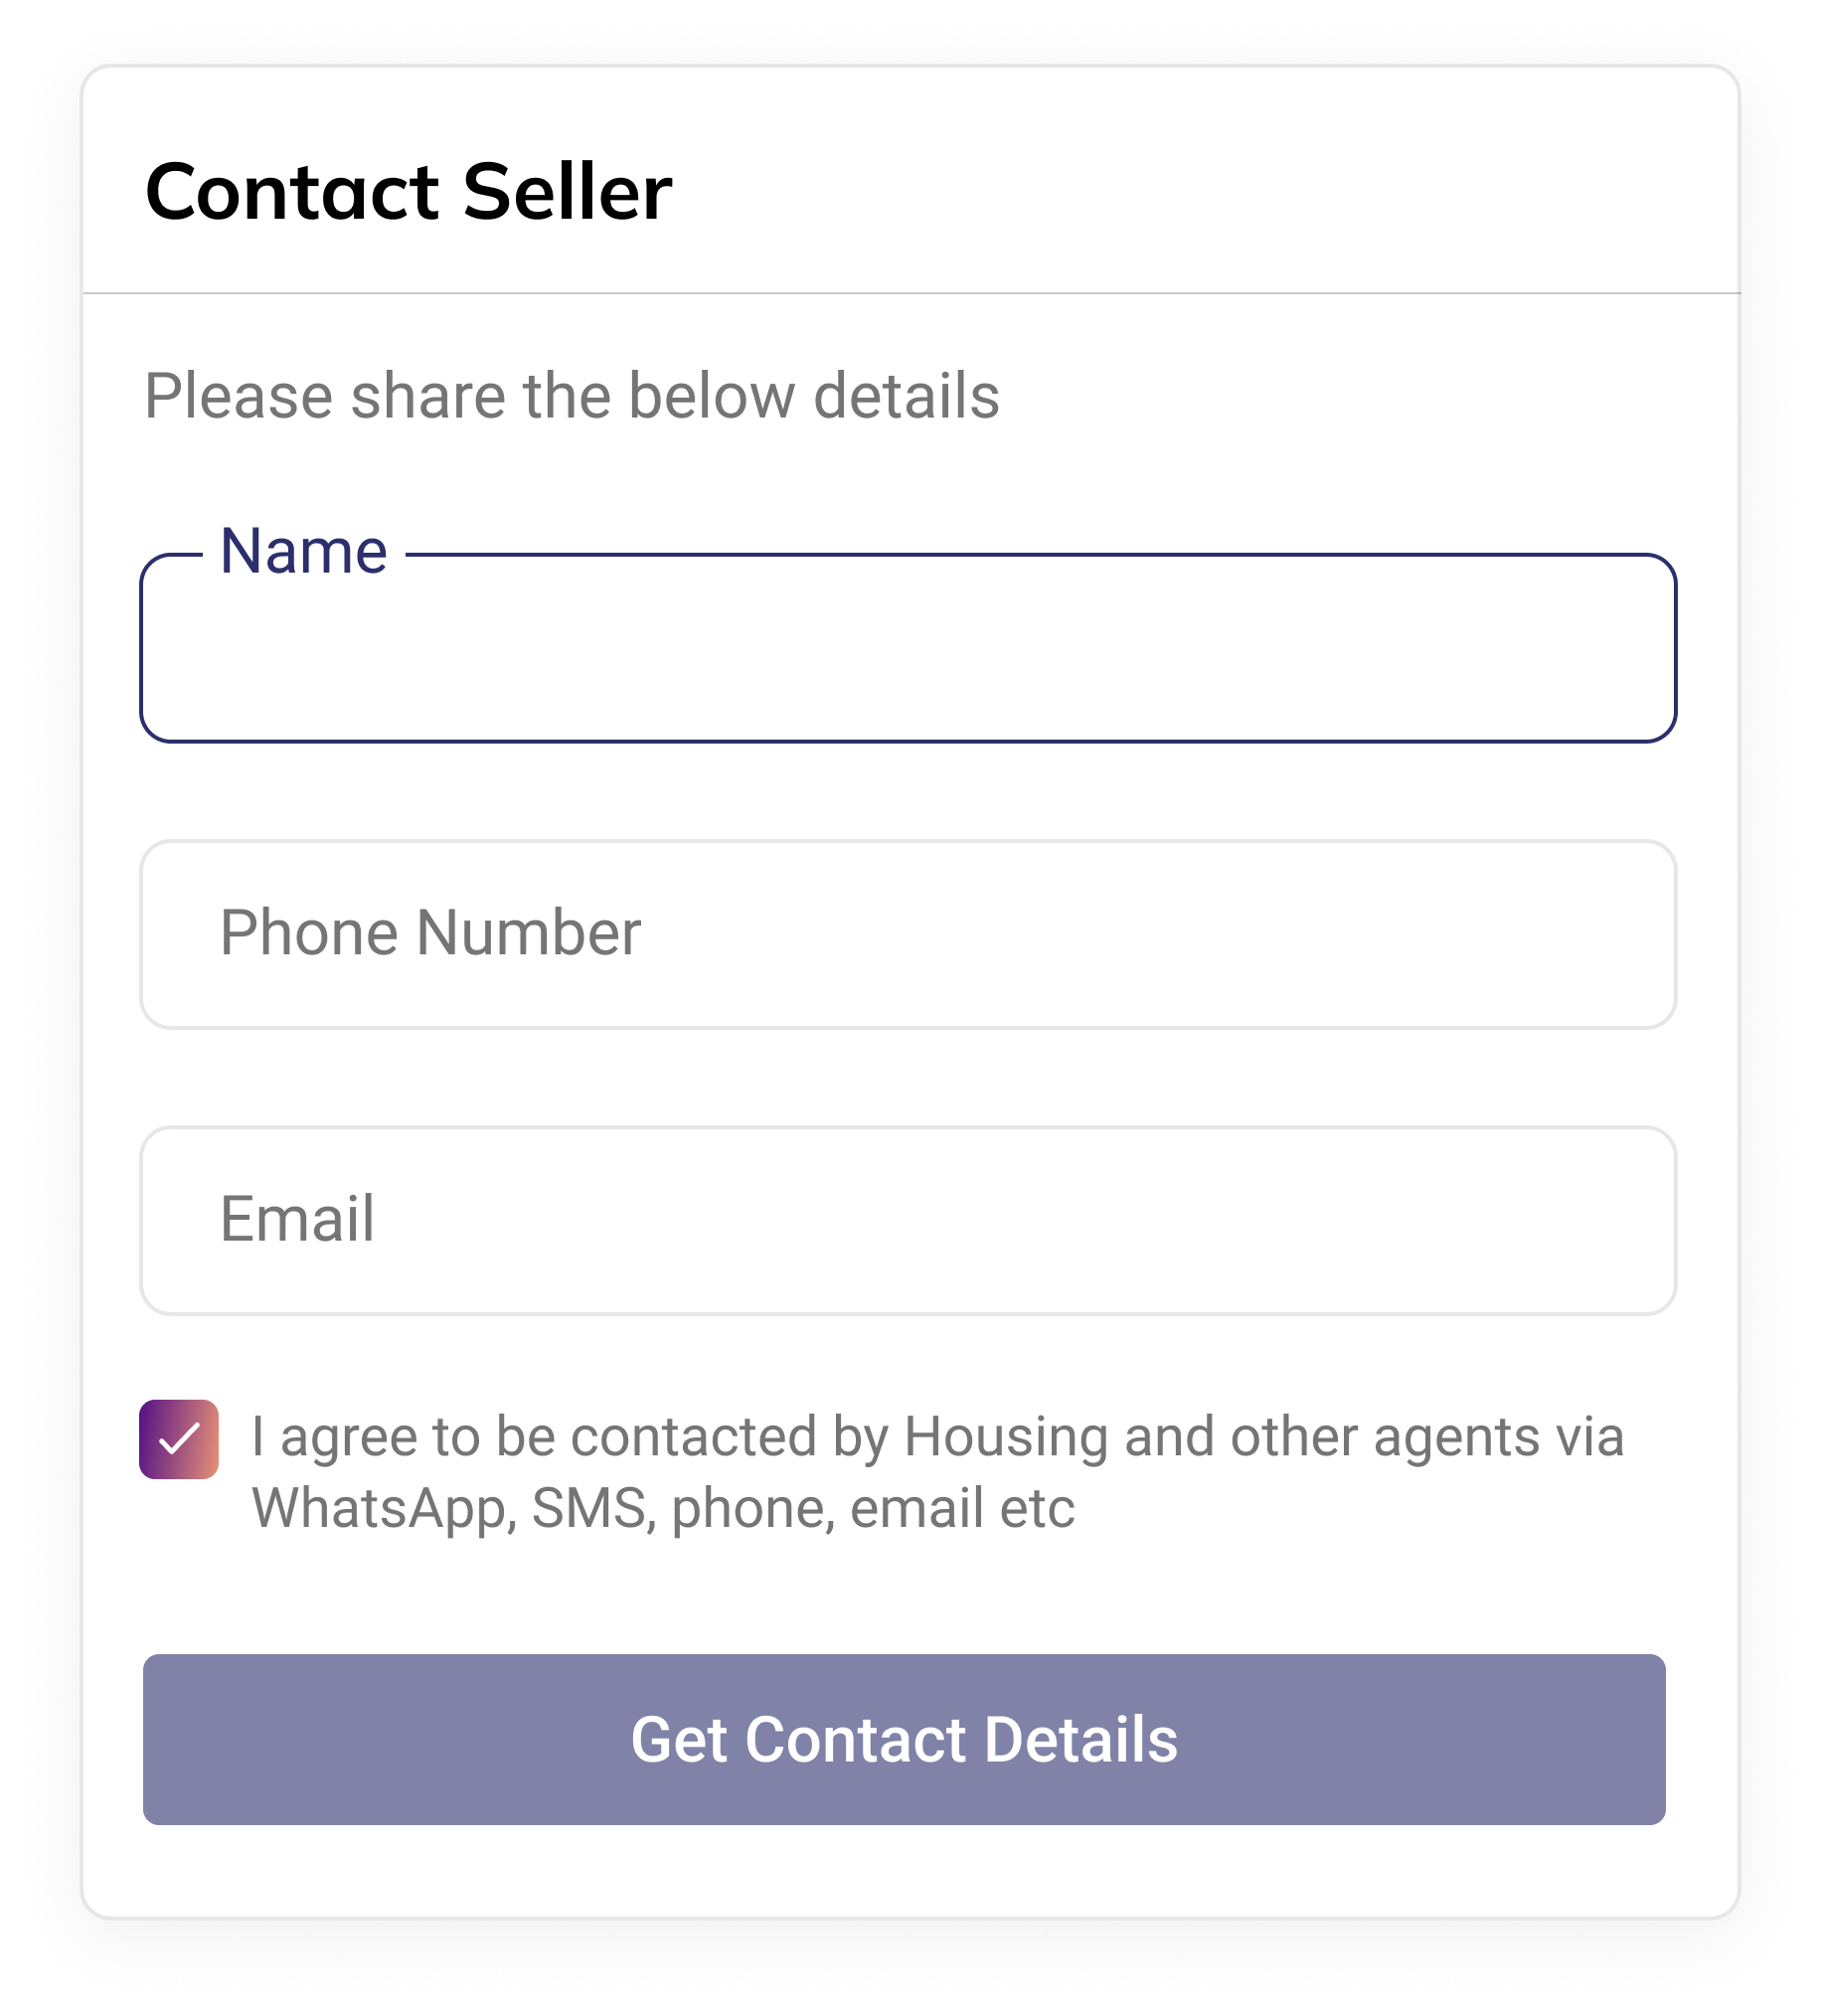 Contact Seller
Please share the below details
Name
Phone Number
Email
I agree to be contacted by Housing and other agents via
WhatsApp, SMS, phone, email etc
Get Contact Details